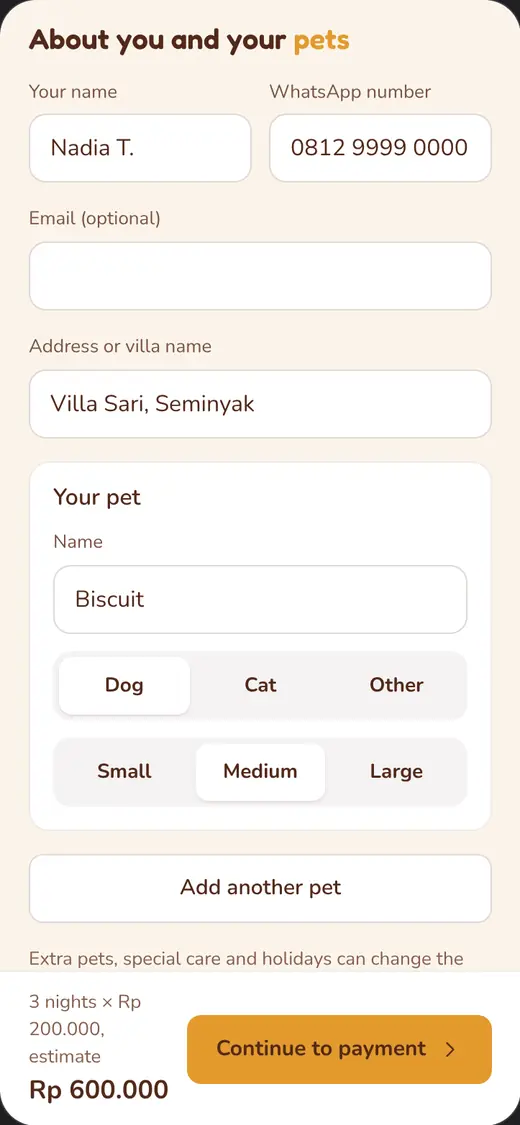 About you and your pets
Your name
WhatsApp number
Nadia T.
0812 9999 0000
Email (optional)
Address or villa name
Villa Sari, Seminyak
Your pet
Name
Biscuit
Dog Cat Other
Small Medium Large
Add another pet
Extra pets, special care and holidays can change the
3 nights × Rp
200.000,
estimate
Rp 600.000
Continue to payment